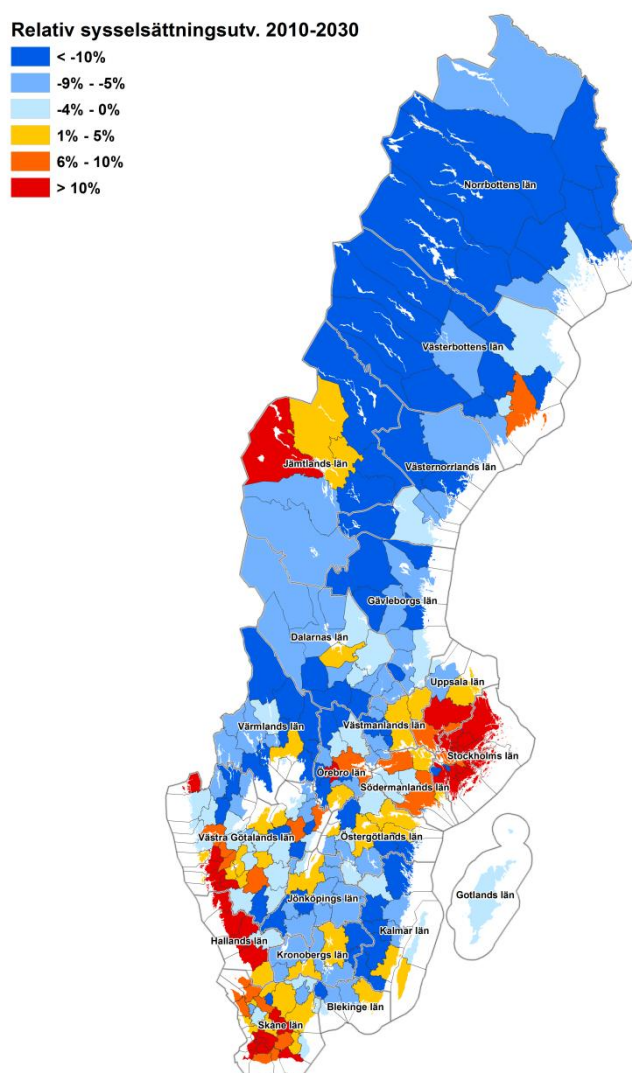 Relativ sysselsättningsutv. 2010-2030
< -10%
-9% - -5%
-4% - 0%
1% - 5%
6% - 10%
> 10%
Norrbottens län
Västerbottens län
Jämtlands län
Västernorrlands län
Gävleborgs län
Dalarnas län
Uppsala län
Värmlands län
Västmanlands län
Stockholms län
Örebro län
Södermanlands län
Västra Götalands län
Östergötlands län
Gotlands län
Jönköpings län
Hallands län
Kalmar län
Kronobergs län
Blekinge län
Skåne län